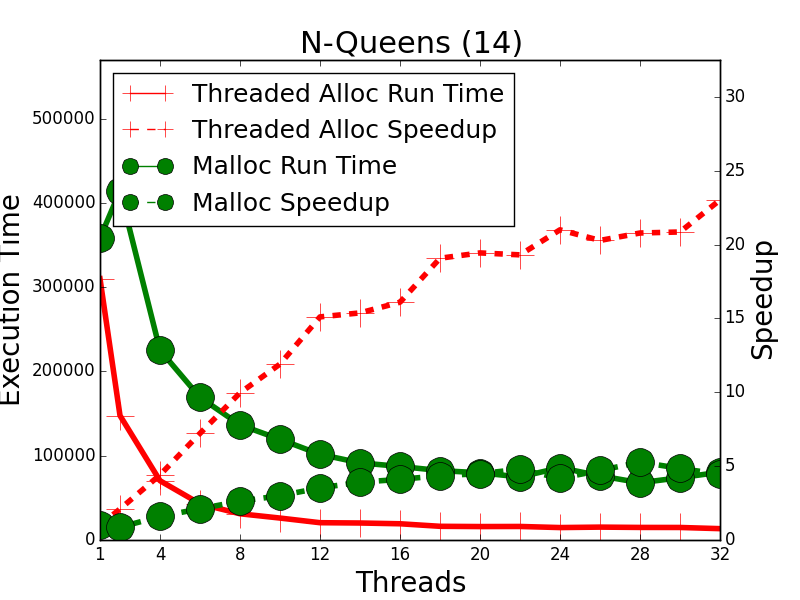 N-Queens (14)
Threaded Alloc Run Time
Threaded Alloc Speedup
Malloc Run Time
Malloc Speedup
Execution Time
500000
400000
300000
200000
100000
0
30
25
20
15
10
5
0
Speedup
1 4 8 12 16 20 24 28 32
Threads